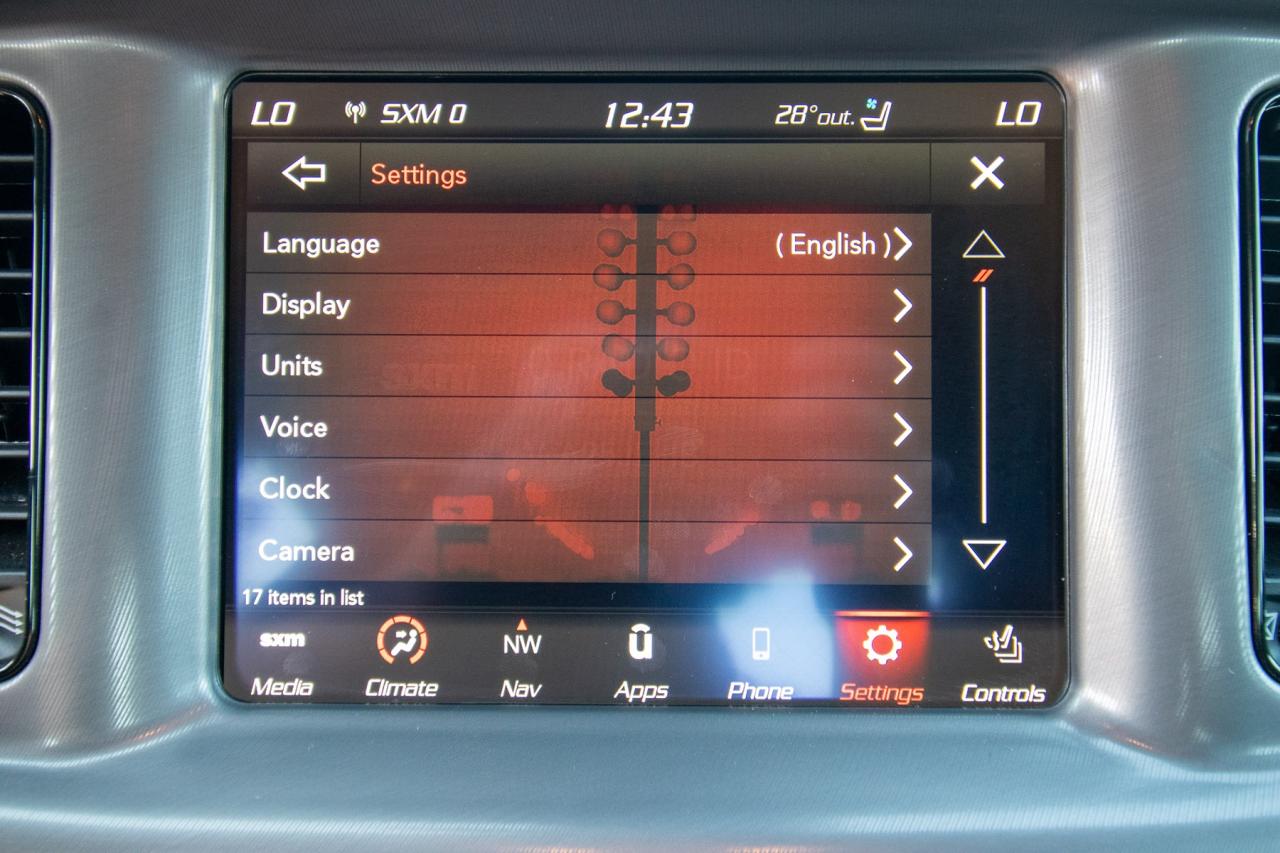 LO SXM 0 12:43 28°out. LO
Settings
Language ( English )
Display
Units
Voice
Clock
Camera
17 items in list
sxm NW u
Media Climate Nav Apps Phone Settings Controls